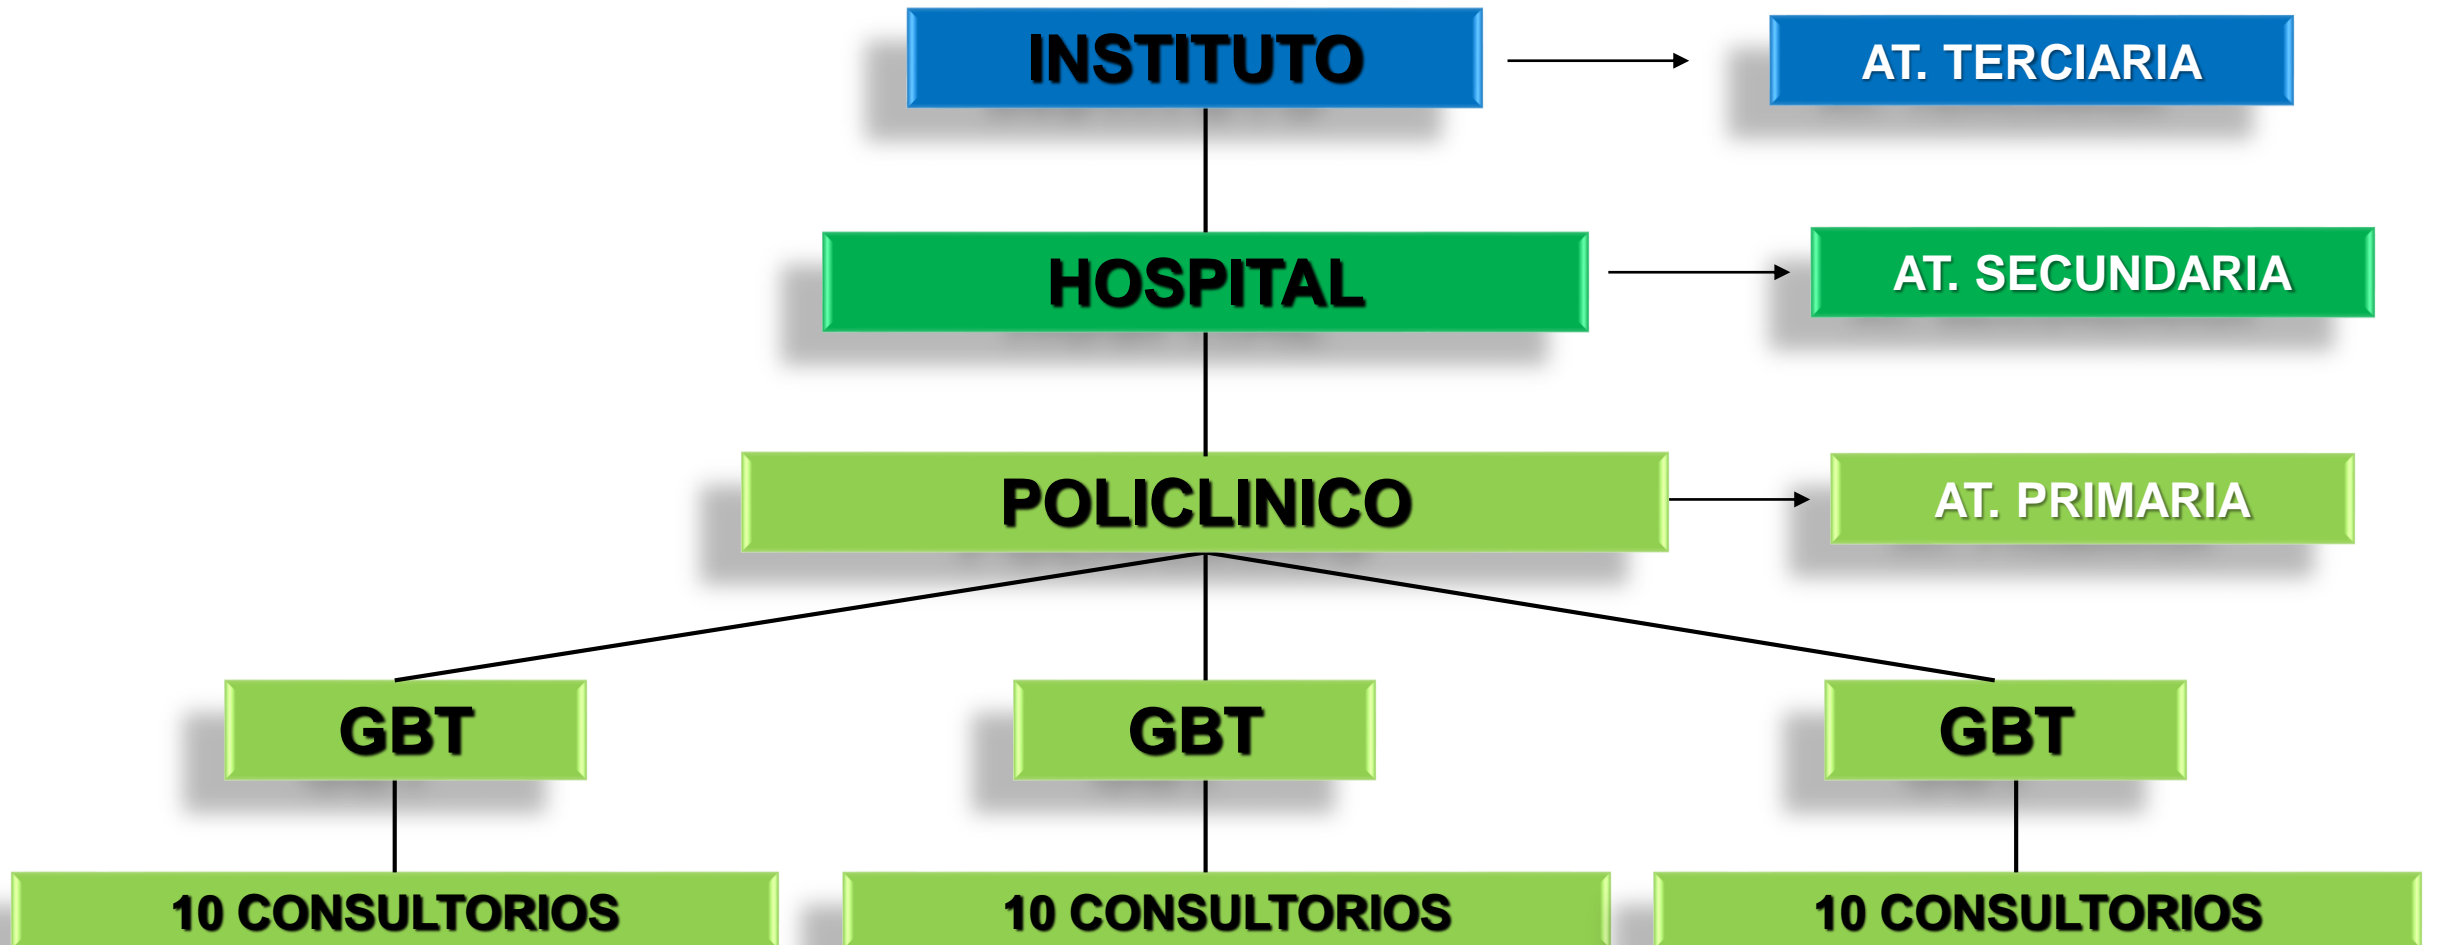 INSTITUTO
AT. TERCIARIA
HOSPITAL
AT. SECUNDARIA
POLICLINICO
AT. PRIMARIA
GBT
GBT
GBT
10 CONSULTORIOS
10 CONSULTORIOS
10 CONSULTORIOS